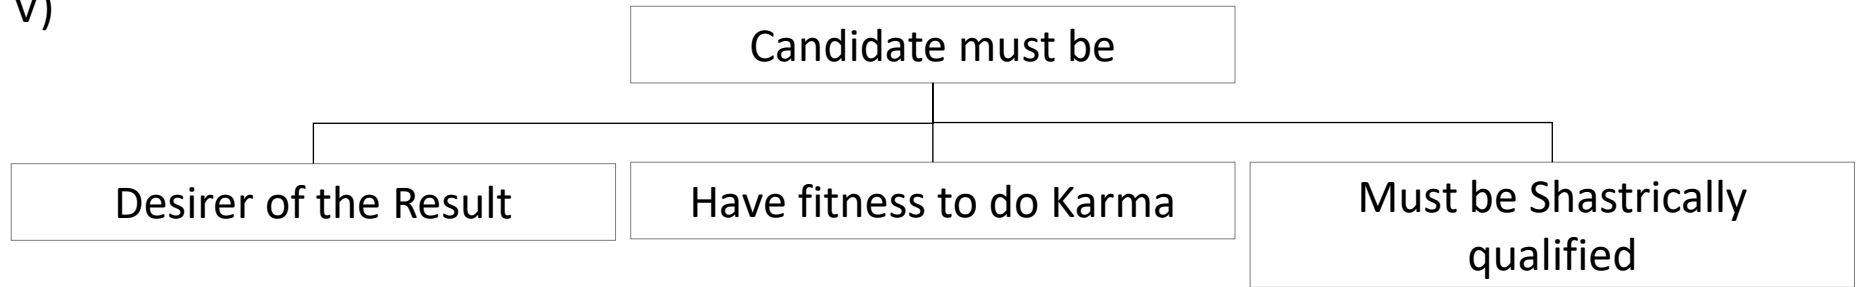 V)
Candidate must be
Desirer of the Result
Have fitness to do Karma
Must be Shastrically
qualified